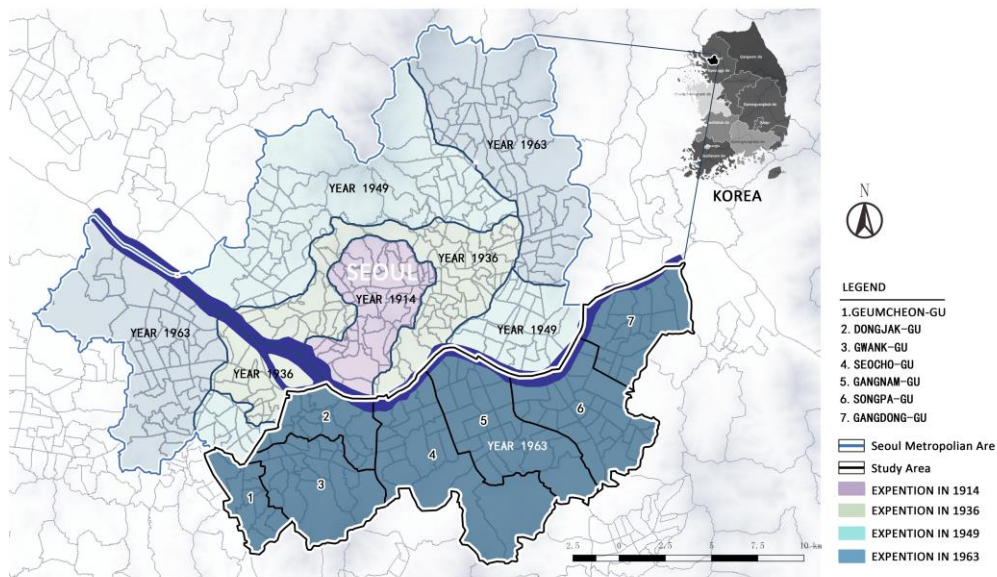 YEAR 1963
YEAR 1949
YEAR 1936
SEOUL
YEAR 1914
YEAR 1963
YEAR 1949
YEAR 1936
YEAR 1963
1
2
3
4
5
6
7
KOREA
N
LEGEND
1.GEUMCHEON-GU
2. DONGJAK-GU
3. GWANK-GU
4. SEOCHO-GU
5. GANGNAM-GU
6. SONGPA-GU
7. GANGDONG-GU
Seoul Metropolian Are
Study Area
EXPENTION IN 1914
EXPENTION IN 1936
EXPENTION IN 1949
EXPENTION IN 1963
2.5 0 2.5 5 7.5 10 km